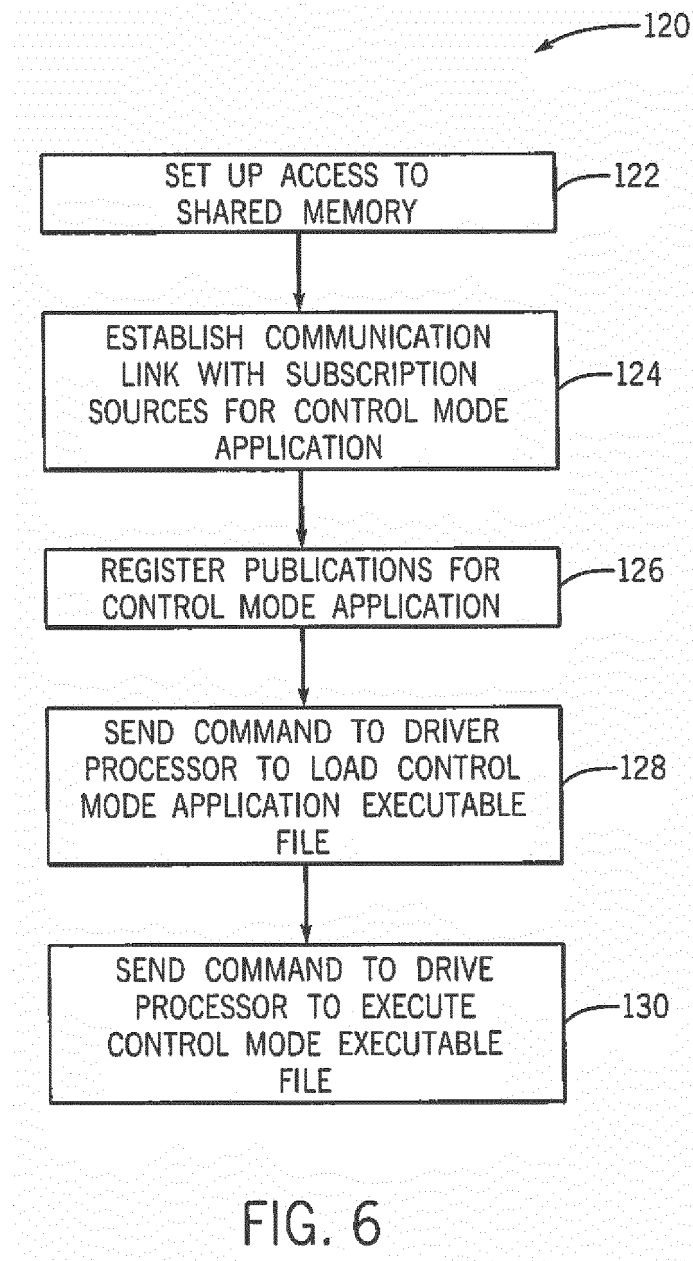 120
SET UP ACCESS TO
SHARED MEMORY
122
ESTABLISH COMMUNICATION
LINK WITH SUBSCRIPTION
SOURCES FOR CONTROL MODE
APPLICATION
124
REGISTER PUBLICATIONS FOR
CONTROL MODE APPLICATION
126
SEND COMMAND TO DRIVER
PROCESSOR TO LOAD CONTROL
MODE APPLICATION EXECUTABLE
FILE
128
SEND COMMAND TO DRIVE
PROCESSOR TO EXECUTE
CONTROL MODE EXECUTABLE
FILE
130
FIG. 6